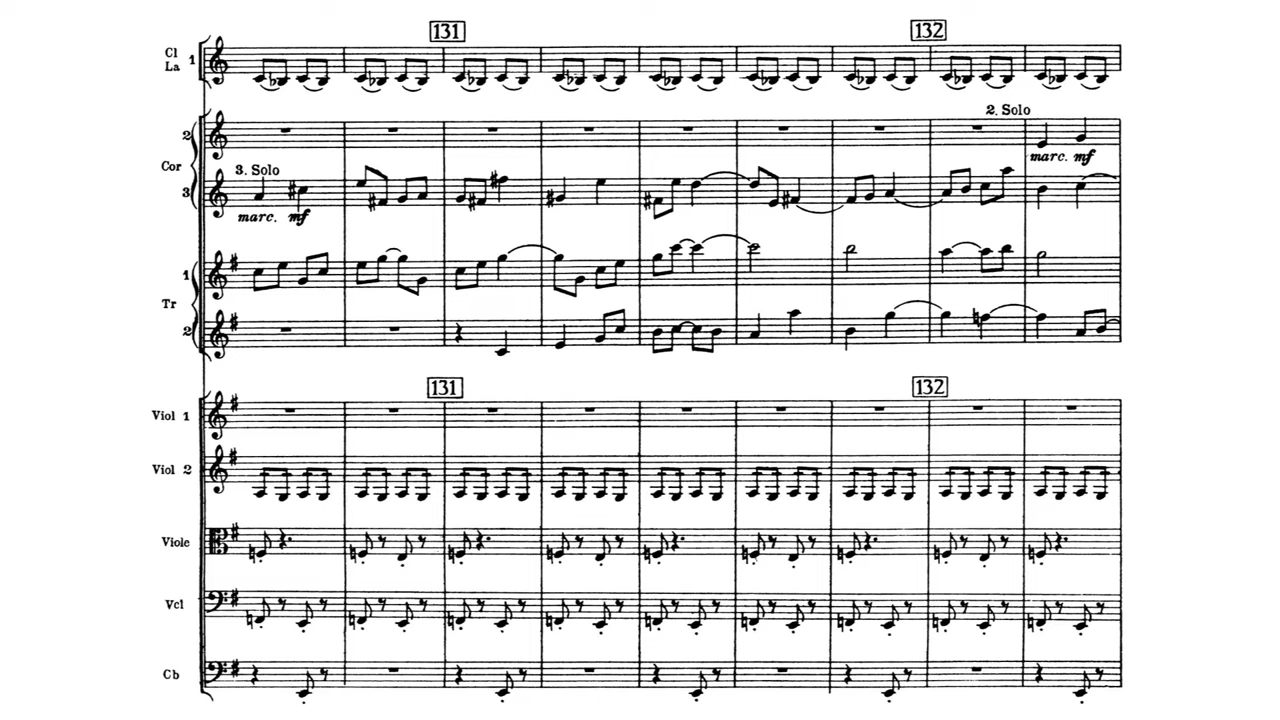 131
132
Cl
La 1
2
2. Solo
marc. mf
Cor
3. Solo
3
marc. mf
1
Tr
2
131
132
Viol 1
Viol 2
Viole
Vcl
Cb